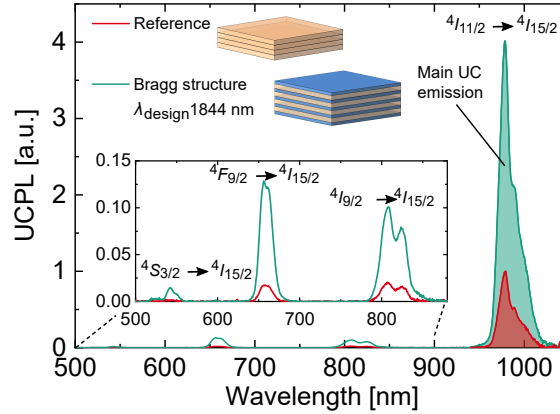 Reference
Bragg structure
λdesign1844 nm
4I11/2 → 4I15/2
Main UC
emission
UCPL [a.u.]
4
3
2
1
0
0.15
0.10
0.05
0.00
4F9/2 → 4I15/2
4I9/2 → 4I15/2
4S3/2 → 4I15/2
500 600 700 800
500 600 700 800 900 1000
Wavelength [nm]